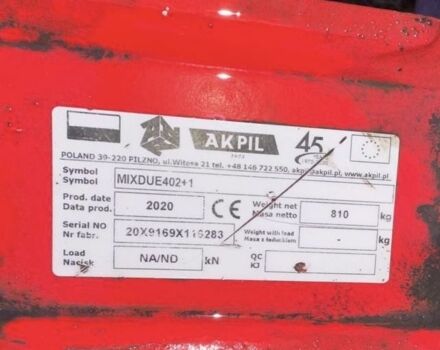 AKPIL 45
POLAND 39-220 PILZNO, ul.Witosa 21 tel. +48 146 722 550, akpil@akpil.pl, www.akpil.pl
Symbol
Symbol MIXDUE402+1
Prod. date
Data prod. 2020 CE Weight net
Masa netto 810 kg
Serial NO
Nr fabr. 20X9169X116283 Weight with load
Masa z ładunkiem - kg
Load
Nacisk NA/ND kN QC
KJ